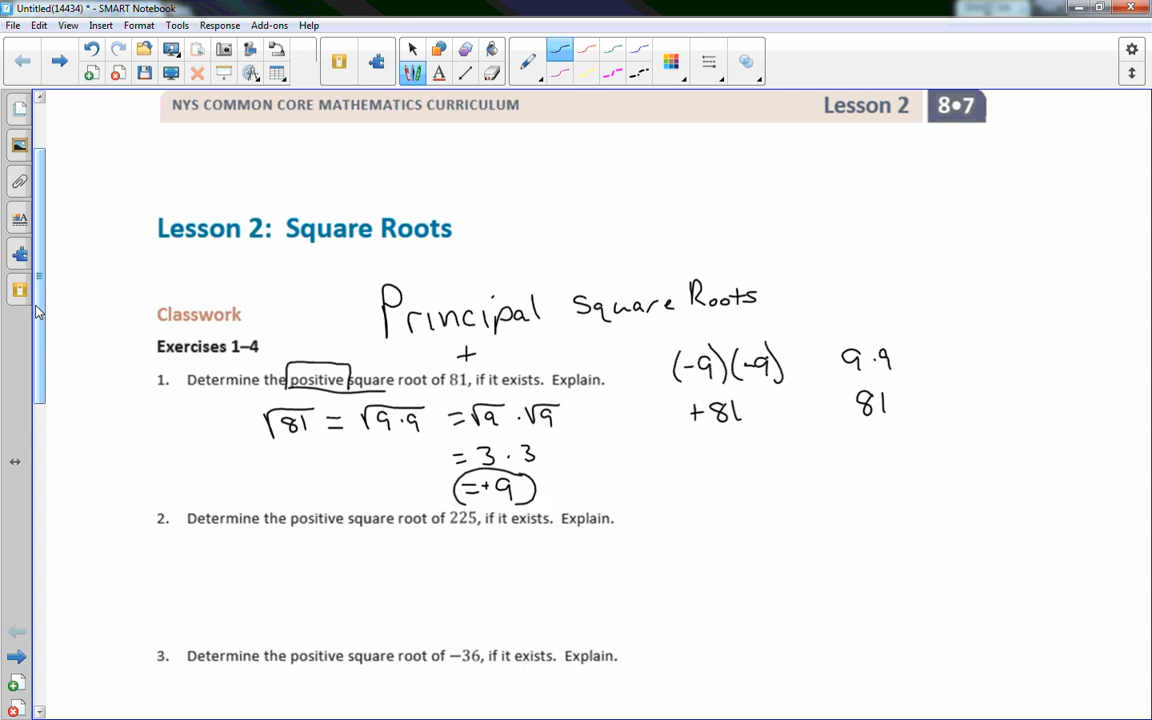 Untitled(14434) * - SMART Notebook
File Edit View Insert Format Tools Response Add-ons Help
NYS COMMON CORE MATHEMATICS CURRICULUM Lesson 2 8•7
Lesson 2: Square Roots
Principal Square Roots
Classwork
Exercises 1–4
+
(-9)(-9) 9·9
1. Determine the positive square root of 81, if it exists. Explain.
√81 = √9·9 = √9 · √9 +81 81
= 3 · 3
= +9
2. Determine the positive square root of 225, if it exists. Explain.
3. Determine the positive square root of −36, if it exists. Explain.